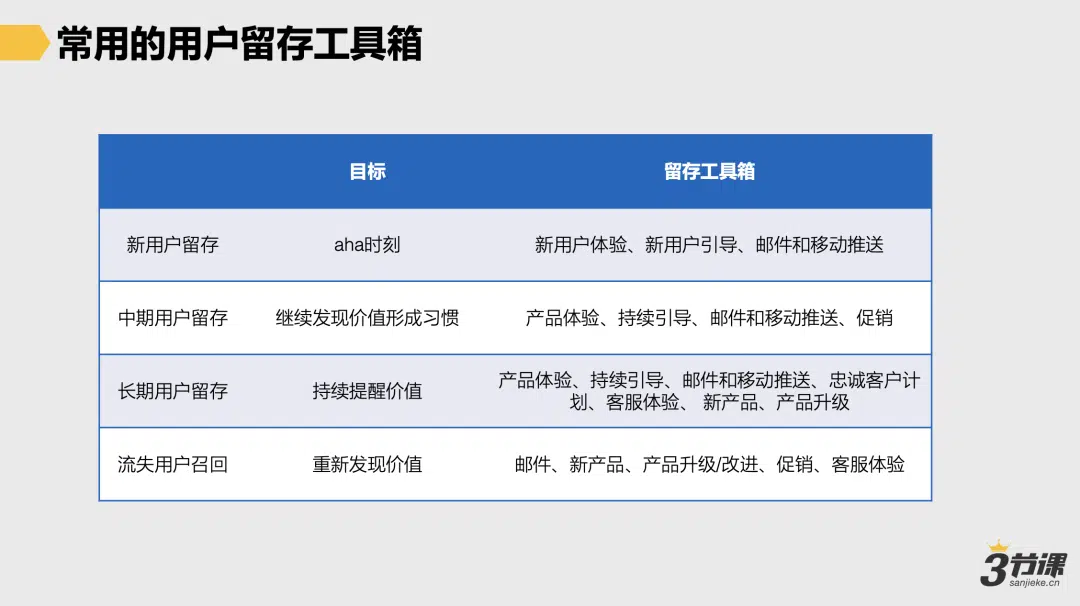 常用的用户留存工具箱
目标
留存工具箱
新用户留存
aha时刻
新用户体验、新用户引导、邮件和移动推送
中期用户留存
继续发现价值形成习惯
产品体验、持续引导、邮件和移动推送、促销
长期用户留存
持续提醒价值
产品体验、持续引导、邮件和移动推送、忠诚客户计
划、客服体验、 新产品、产品升级
流失用户召回
重新发现价值
邮件、新产品、产品升级/改进、促销、客服体验
3节课
sanjieke.cn